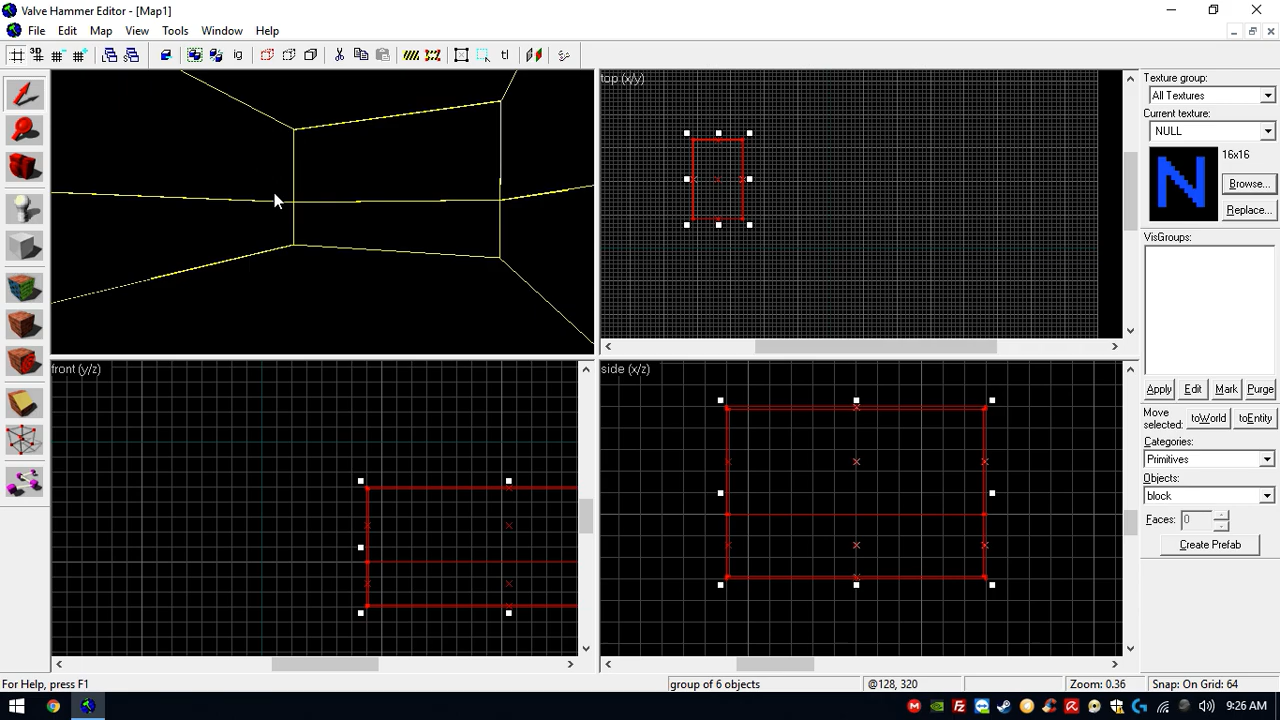 Valve Hammer Editor - [Map1]
File Edit Map View Tools Window Help
3D ig tl
top (x/y)
Texture group:
All Textures
Current texture:
NULL
16x16
N
Browse...
Replace...
VisGroups:
front (y/z)
side (x/z)
Apply Edit Mark Purge
Move selected: toWorld toEntity
Categories:
Primitives
Objects:
block
Faces: 0
Create Prefab
For Help, press F1
group of 6 objects
@128, 320
Zoom: 0.36
Snap: On Grid: 64
9:26 AM